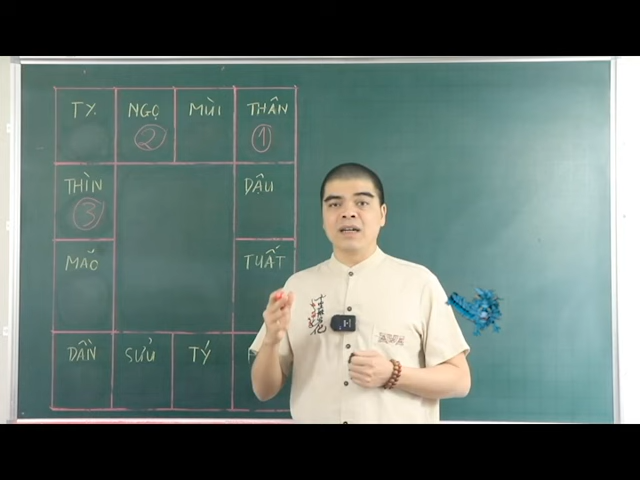 TỴ NGỌ MÙI THÂN
② ①
THÌN DẬU
③
MÃO TUẤT
DẦN SỬU TÝ